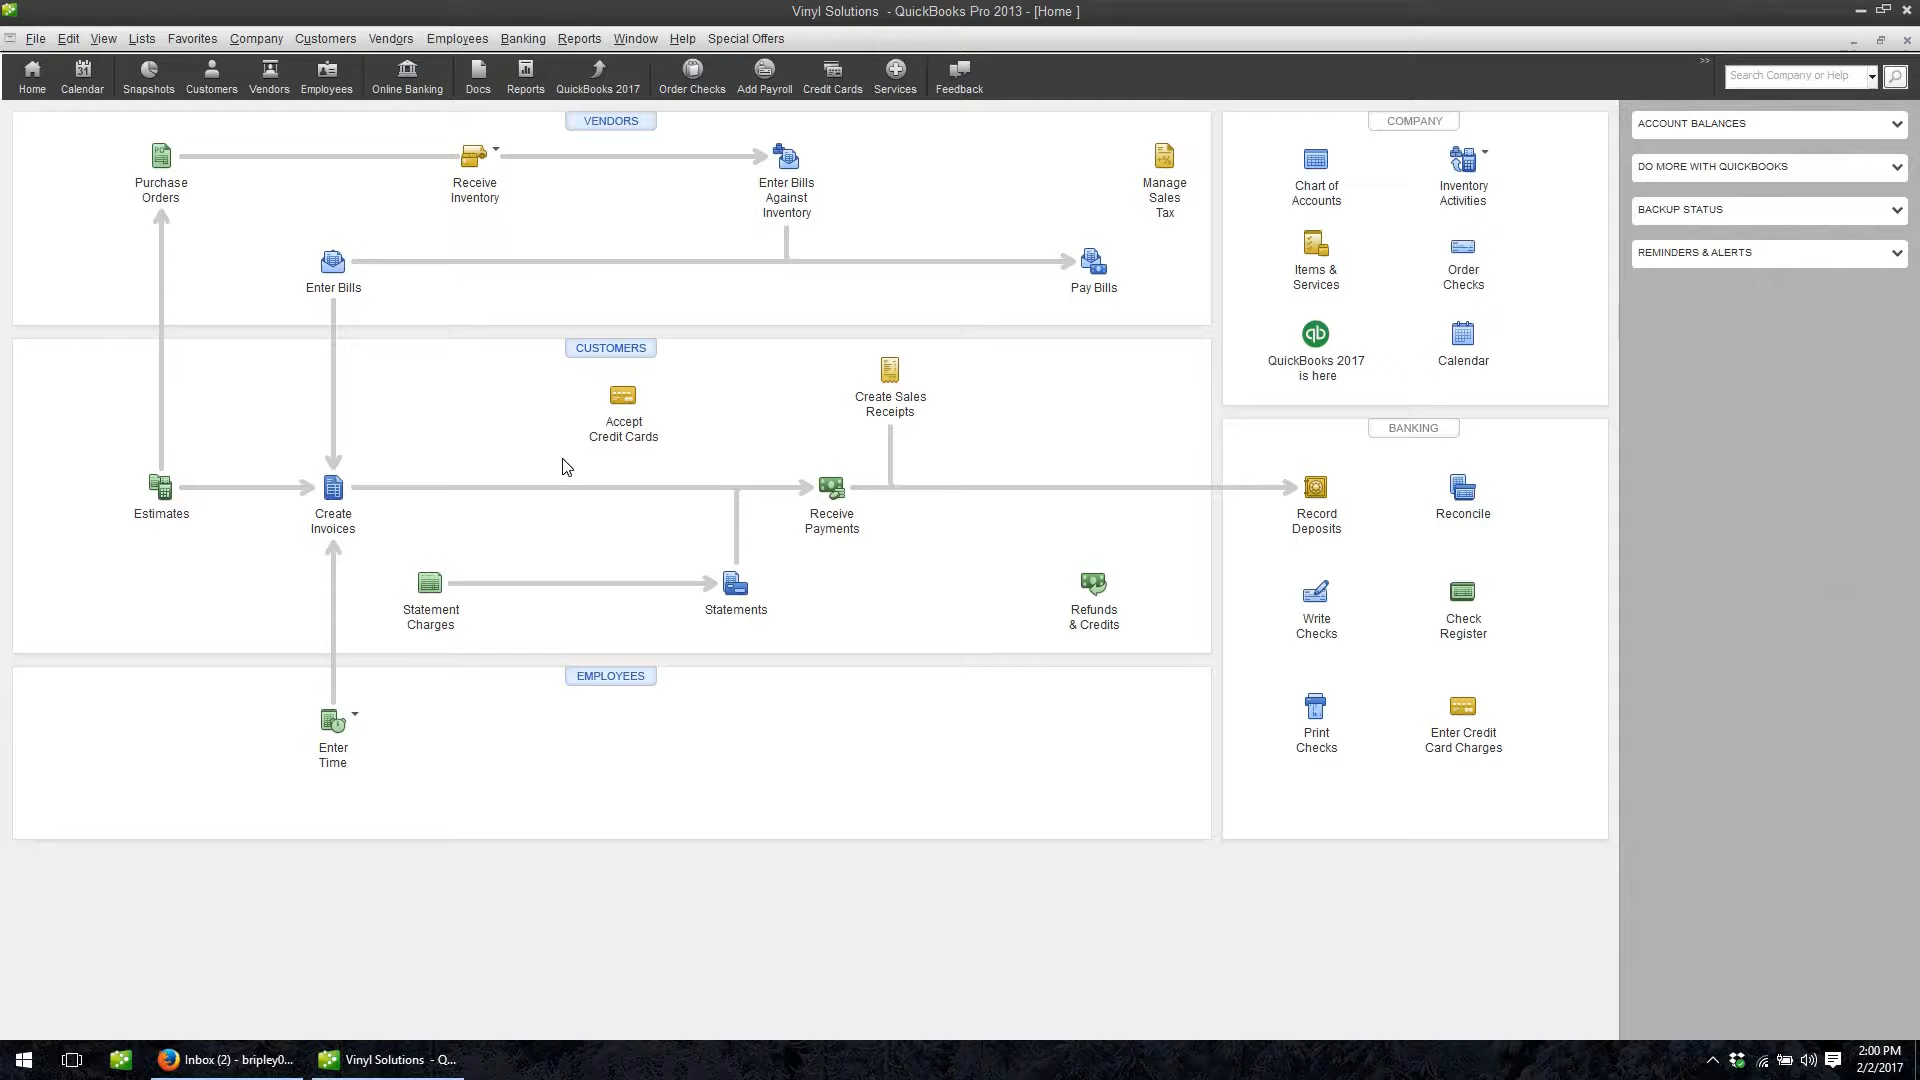 Vinyl Solutions - QuickBooks Pro 2013 - [Home ]
File Edit View Lists Favorites Company Customers Vendors Employees Banking Reports Window Help Special Offers
31
Home Calendar Snapshots Customers Vendors Employees Online Banking Docs Reports QuickBooks 2017 Order Checks Add Payroll Credit Cards Services Feedback
>>
Search Company or Help
VENDORS
PO
Purchase
Orders
Receive
Inventory
Enter Bills
Against
Inventory
Manage
Sales
Tax
Enter Bills
Pay Bills
CUSTOMERS
Accept
Credit Cards
Create Sales
Receipts
Estimates
Create
Invoices
Receive
Payments
Statement
Charges
Statements
Refunds
& Credits
EMPLOYEES
Enter
Time
COMPANY
Chart of
Accounts
Inventory
Activities
Items &
Services
Order
Checks
qb
QuickBooks 2017
is here
Calendar
BANKING
Record
Deposits
Reconcile
Write
Checks
Check
Register
Print
Checks
Enter Credit
Card Charges
ACCOUNT BALANCES
DO MORE WITH QUICKBOOKS
BACKUP STATUS
REMINDERS & ALERTS
Inbox (2) - bripley0...
Vinyl Solutions - Q...
2:00 PM
2/2/2017